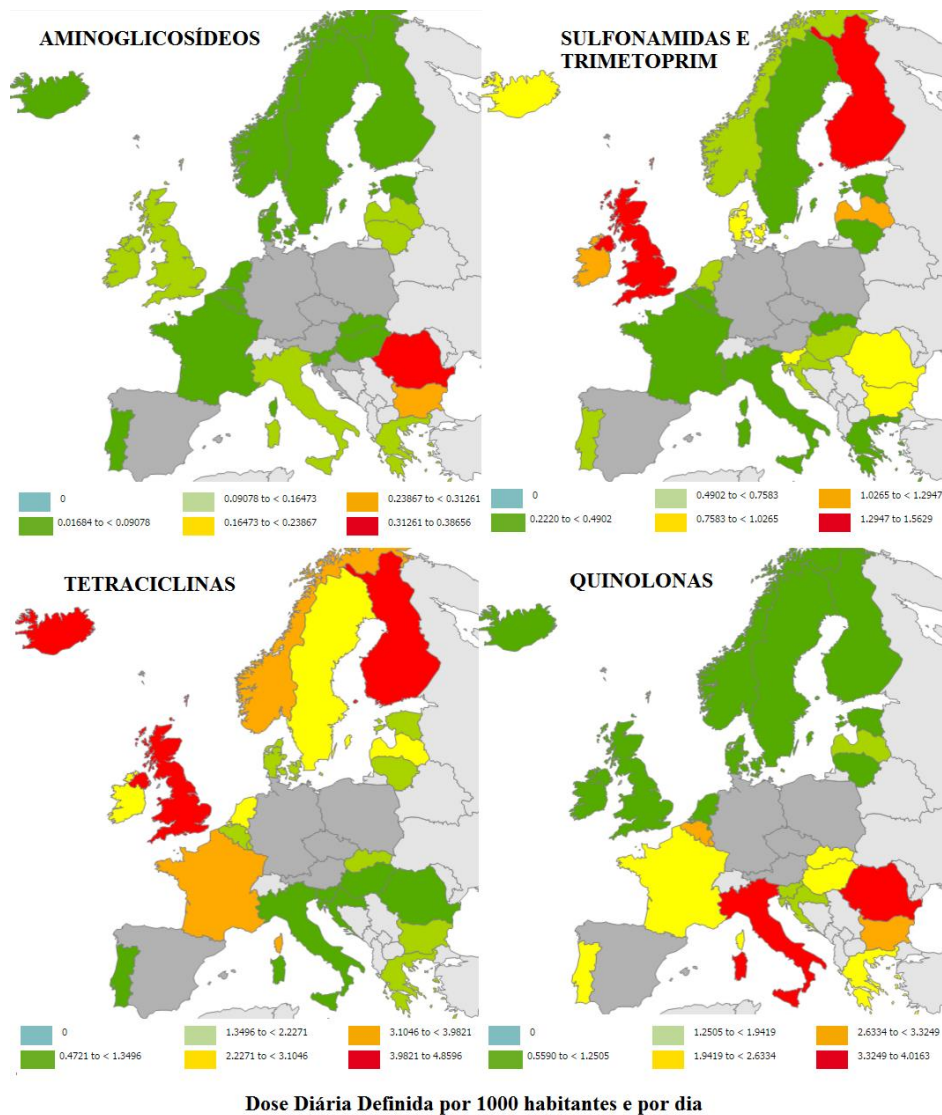 AMINOGLICOSÍDEOS
SULFONAMIDAS E
TRIMETOPRIM
0
0.09078 to < 0.16473
0.23867 to < 0.31261
0.01684 to < 0.09078
0.16473 to < 0.23867
0.31261 to 0.38656
0
0.4902 to < 0.7583
1.0265 to < 1.2947
0.2220 to < 0.4902
0.7583 to < 1.0265
1.2947 to 1.5629
TETRACICLINAS
QUINOLONAS
0
1.3496 to < 2.2271
3.1046 to < 3.9821
0.4721 to < 1.3496
2.2271 to < 3.1046
3.9821 to 4.8596
0
1.2505 to < 1.9419
2.6334 to < 3.3249
0.5590 to < 1.2505
1.9419 to < 2.6334
3.3249 to 4.0163
Dose Diária Definida por 1000 habitantes e por dia